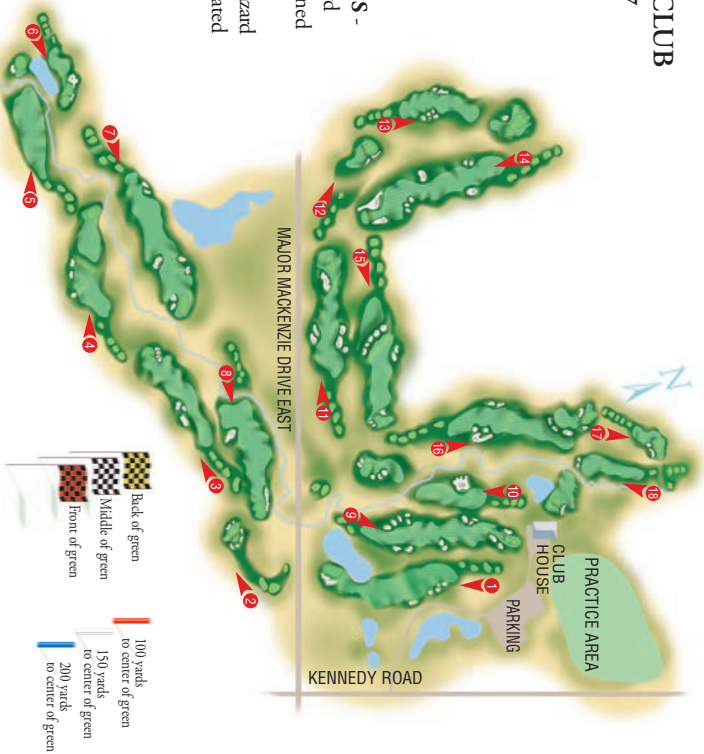 CLUB
7
S -
d
ned
zard
ated
MAJOR MACKENZIE DRIVE EAST
KENNEDY ROAD
CLUB
HOUSE
PARKING
PRACTICE AREA
1
2
3
4
5
6
7
8
9
10
11
12
13
14
15
16
17
18
N
Back of green
Middle of green
Front of green
100 yards
to center of green
150 yards
to center of green
200 yards
to center of green